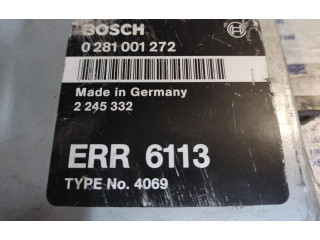 BOSCH
0 281 001 272
Made in Germany
2 245 332
ERR 6113
TYPE No. 4069